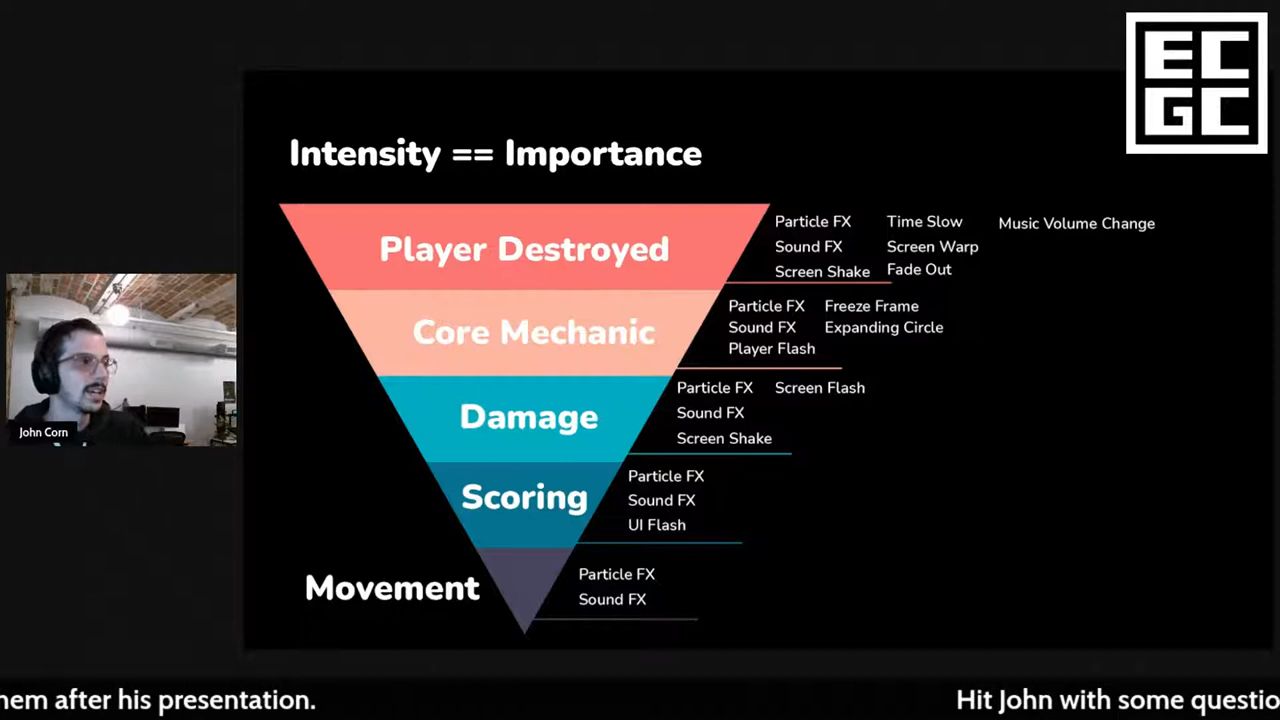 EC
GC
Intensity == Importance
Player Destroyed
Particle FX
Sound FX
Screen Shake
Time Slow
Screen Warp
Fade Out
Music Volume Change
Core Mechanic
Particle FX
Sound FX
Player Flash
Freeze Frame
Expanding Circle
Damage
Particle FX
Sound FX
Screen Shake
Screen Flash
Scoring
Particle FX
Sound FX
UI Flash
Movement
Particle FX
Sound FX
John Corn
hem after his presentation.
Hit John with some questio